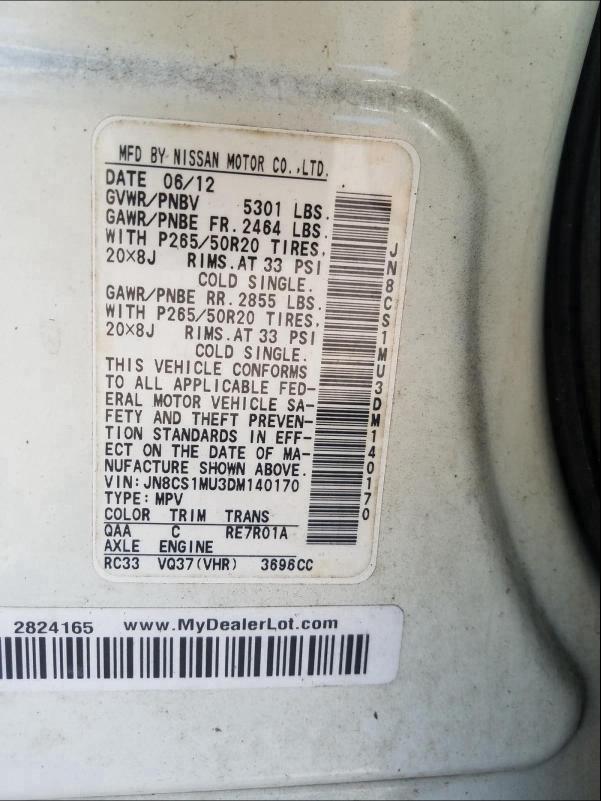 MFD BY NISSAN MOTOR CO.,LTD.
DATE 06/12
GVWR/PNBV 5301 LBS.
GAWR/PNBE FR. 2464 LBS.
WITH P265/50R20 TIRES,
20×8J RIMS.AT 33 PSI
COLD SINGLE.
GAWR/PNBE RR. 2855 LBS.
WITH P265/50R20 TIRES,
20×8J RIMS.AT 33 PSI
COLD SINGLE.
THIS VEHICLE CONFORMS
TO ALL APPLICABLE FED-
ERAL MOTOR VEHICLE SA-
FETY AND THEFT PREVEN-
TION STANDARDS IN EFF-
ECT ON THE DATE OF MA-
NUFACTURE SHOWN ABOVE.
VIN:JN8CS1MU3DM140170
TYPE:MPV
COLOR TRIM TRANS
QAA C RE7R01A
AXLE ENGINE
RC33 VQ37(VHR) 3696CC
JN8CS1MU3DM140170
2824165 www.MyDealerLot.com